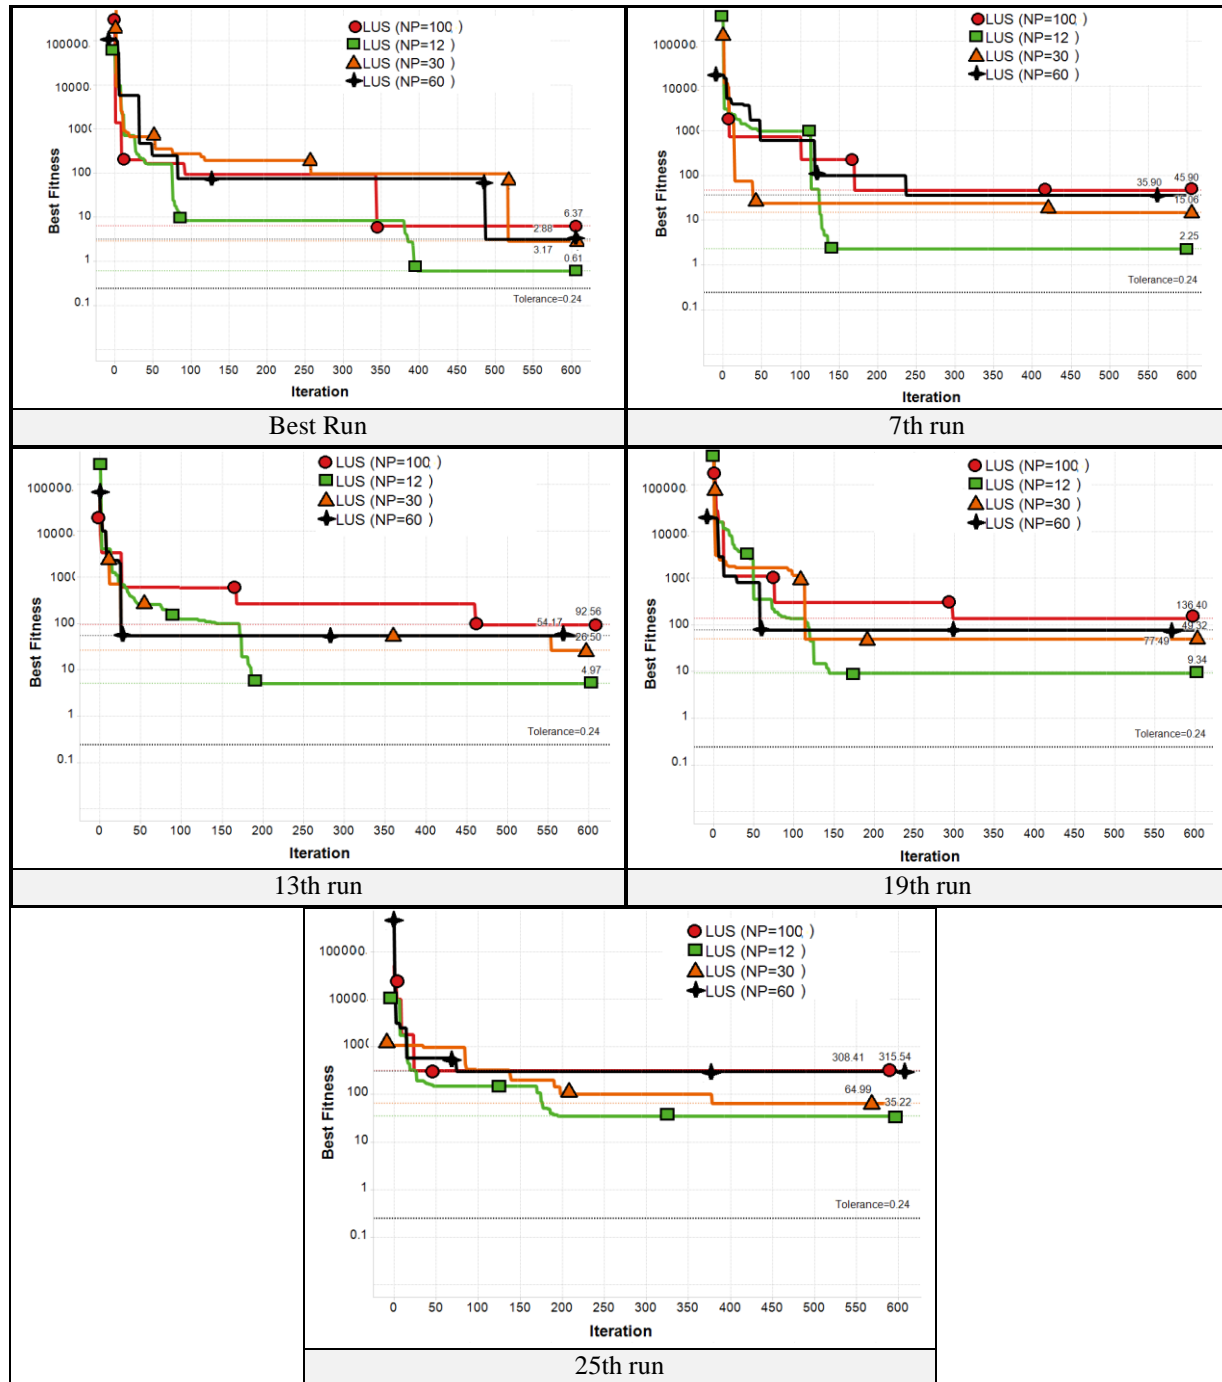 LUS (NP=100 )
LUS (NP=12 )
LUS (NP=30 )
LUS (NP=60 )
100000
10000
1000
100
10
1
0.1
Best Fitness
6.37
2.88
3.17
0.61
Tolerance=0.24
0 50 100 150 200 250 300 350 400 450 500 550 600
Iteration
Best Run
LUS (NP=100 )
LUS (NP=12 )
LUS (NP=30 )
LUS (NP=60 )
100000
10000
1000
100
10
1
0.1
Best Fitness
35.90 45.90
15.06
2.25
Tolerance=0.24
0 50 100 150 200 250 300 350 400 450 500 550 600
Iteration
7th run
LUS (NP=100 )
LUS (NP=12 )
LUS (NP=30 )
LUS (NP=60 )
100000
10000
1000
100
10
1
0.1
Best Fitness
92.56
54.17
26.50
4.97
Tolerance=0.24
0 50 100 150 200 250 300 350 400 450 500 550 600
Iteration
13th run
LUS (NP=100 )
LUS (NP=12 )
LUS (NP=30 )
LUS (NP=60 )
100000
10000
1000
100
10
1
0.1
Best Fitness
136.40
49.32
77.49
9.34
Tolerance=0.24
0 50 100 150 200 250 300 350 400 450 500 550 600
Iteration
19th run
LUS (NP=100 )
LUS (NP=12 )
LUS (NP=30 )
LUS (NP=60 )
100000
10000
1000
100
10
1
0.1
Best Fitness
308.41 315.54
64.99
35.22
Tolerance=0.24
0 50 100 150 200 250 300 350 400 450 500 550 600
Iteration
25th run